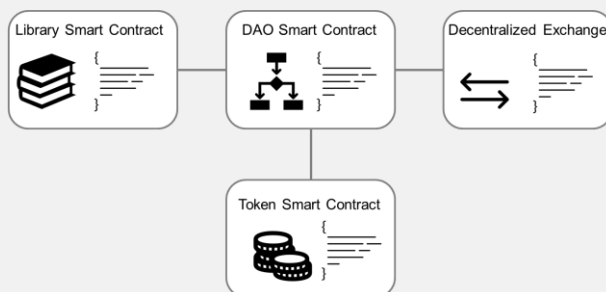 Library Smart Contract
{
}
DAO Smart Contract
{
}
Decentralized Exchange
{
}
Token Smart Contract
{
}